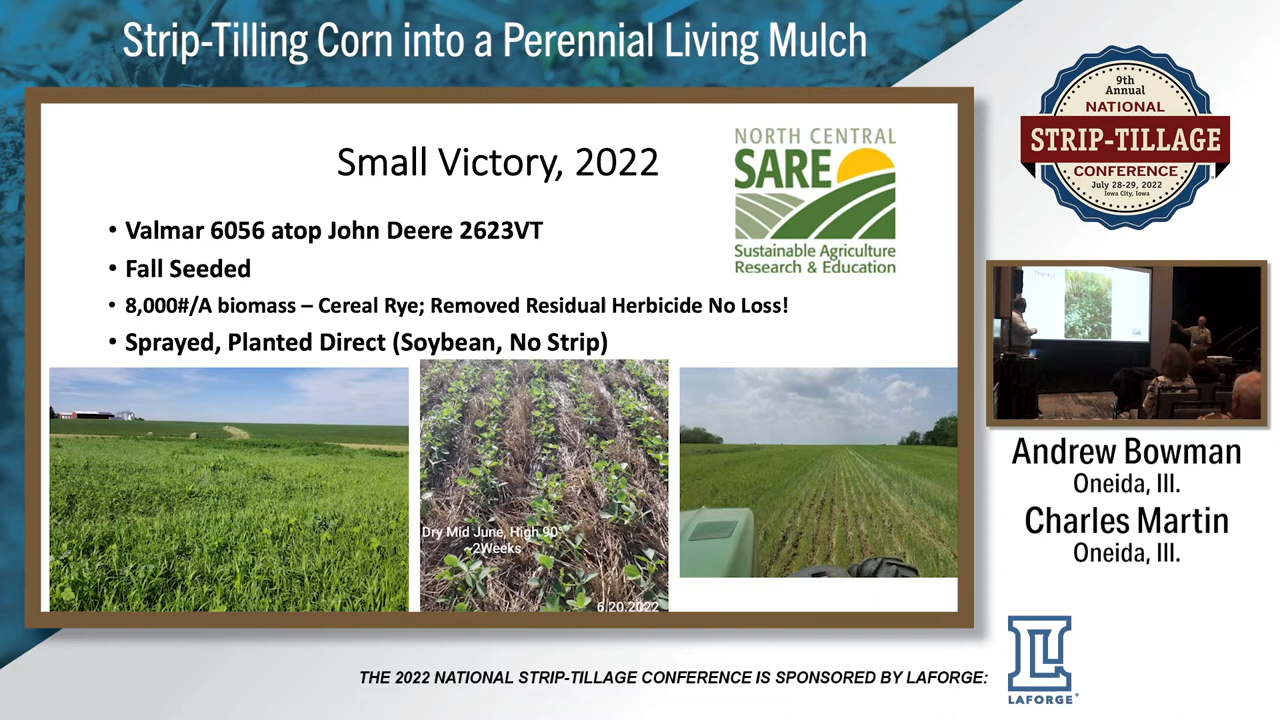 Strip-Tilling Corn into a Perennial Living Mulch
9th
Annual
NATIONAL
STRIP-TILLAGE
CONFERENCE
July 28-29, 2022
Iowa City, Iowa
Small Victory, 2022
NORTH CENTRAL
SARE
Sustainable Agriculture
Research & Education
• Valmar 6056 atop John Deere 2623VT
• Fall Seeded
• 8,000#/A biomass – Cereal Rye; Removed Residual Herbicide No Loss!
• Sprayed, Planted Direct (Soybean, No Strip)
Dry Mid June, High 90°
~2Weeks
6.20.2022
Andrew Bowman
Oneida, Ill.
Charles Martin
Oneida, Ill.
THE 2022 NATIONAL STRIP-TILLAGE CONFERENCE IS SPONSORED BY LAFORGE:
LAFORGE®